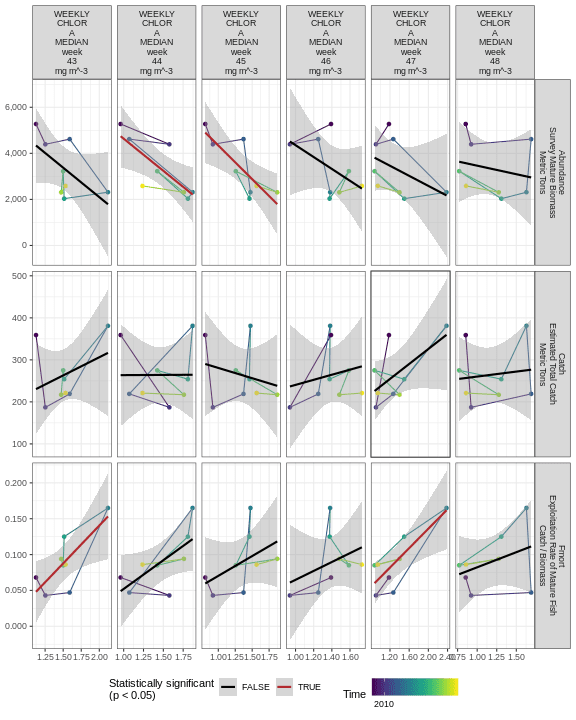 WEEKLY
CHLOR
A
MEDIAN
week
43
mg m^-3
WEEKLY
CHLOR
A
MEDIAN
week
44
mg m^-3
WEEKLY
CHLOR
A
MEDIAN
week
45
mg m^-3
WEEKLY
CHLOR
A
MEDIAN
week
46
mg m^-3
WEEKLY
CHLOR
A
MEDIAN
week
47
mg m^-3
WEEKLY
CHLOR
A
MEDIAN
week
48
mg m^-3
6,000
4,000
2,000
0
Abundance
Survey Mature Biomass
Metric Tons
500
400
300
200
100
Catch
Estimated Total Catch
Metric Tons
0.200
0.150
0.100
0.050
0.000
Fmort
Exploitation Rate of Mature Fish
Catch / Biomass
1.25 1.50 1.75 2.00
1.00 1.25 1.50 1.75
1.00 1.25 1.50 1.75
1.00 1.20 1.40 1.60
1.20 1.60 2.00 2.40
0.75 1.00 1.25 1.50
Statistically significant
(p < 0.05)
FALSE
TRUE
Time
2010